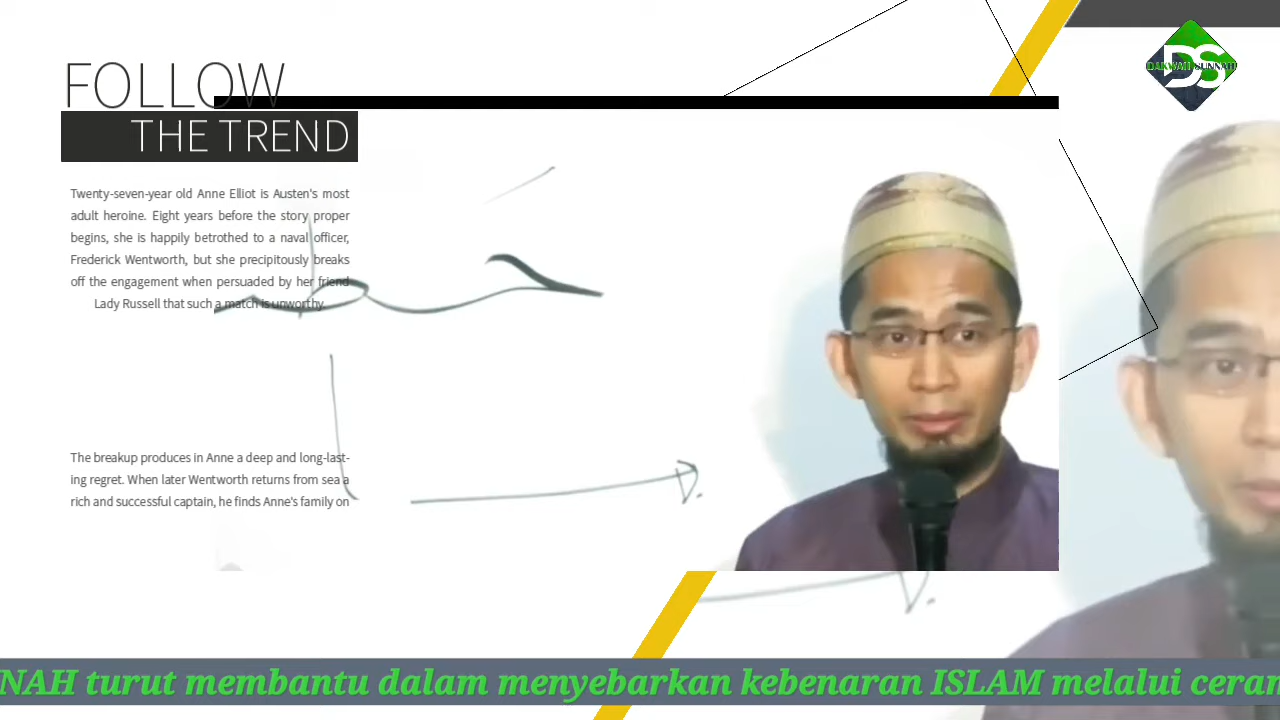 FOLLOW
THE TREND
Twenty-seven-year old Anne Elliot is Austen's most
adult heroine. Eight years before the story proper
begins, she is happily betrothed to a naval officer,
Frederick Wentworth, but she precipitously breaks
off the engagement when persuaded by her friend
Lady Russell that such a match is unworthy.
The breakup produces in Anne a deep and long-last-
ing regret. When later Wentworth returns from sea a
rich and successful captain, he finds Anne's family on
DS
DAKWAH SUNNAH
NAH turut membantu dalam menyebarkan kebenaran ISLAM melalui ceram